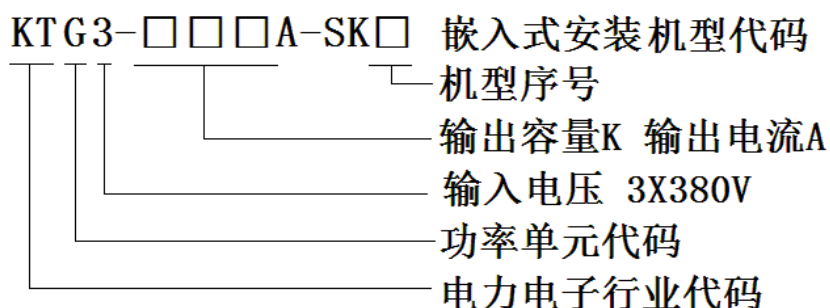 KTG3-□□□A-SK□ 嵌入式安装机型代码
机型序号
输出容量K 输出电流A
输入电压 3X380V
功率单元代码
电力电子行业代码